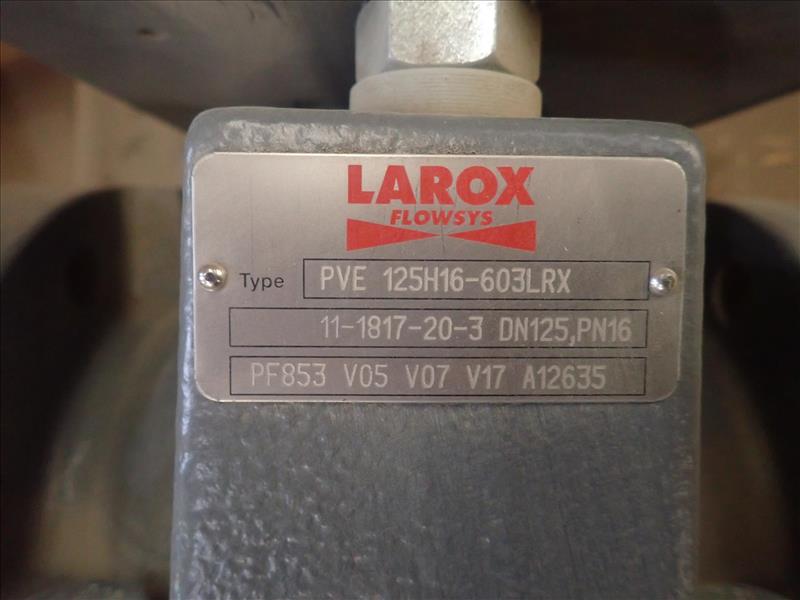 LAROX
FLOWSYS
Type PVE 125H16-603LRX
11-1817-20-3 DN125,PN16
PF853 V05 V07 V17 A12635